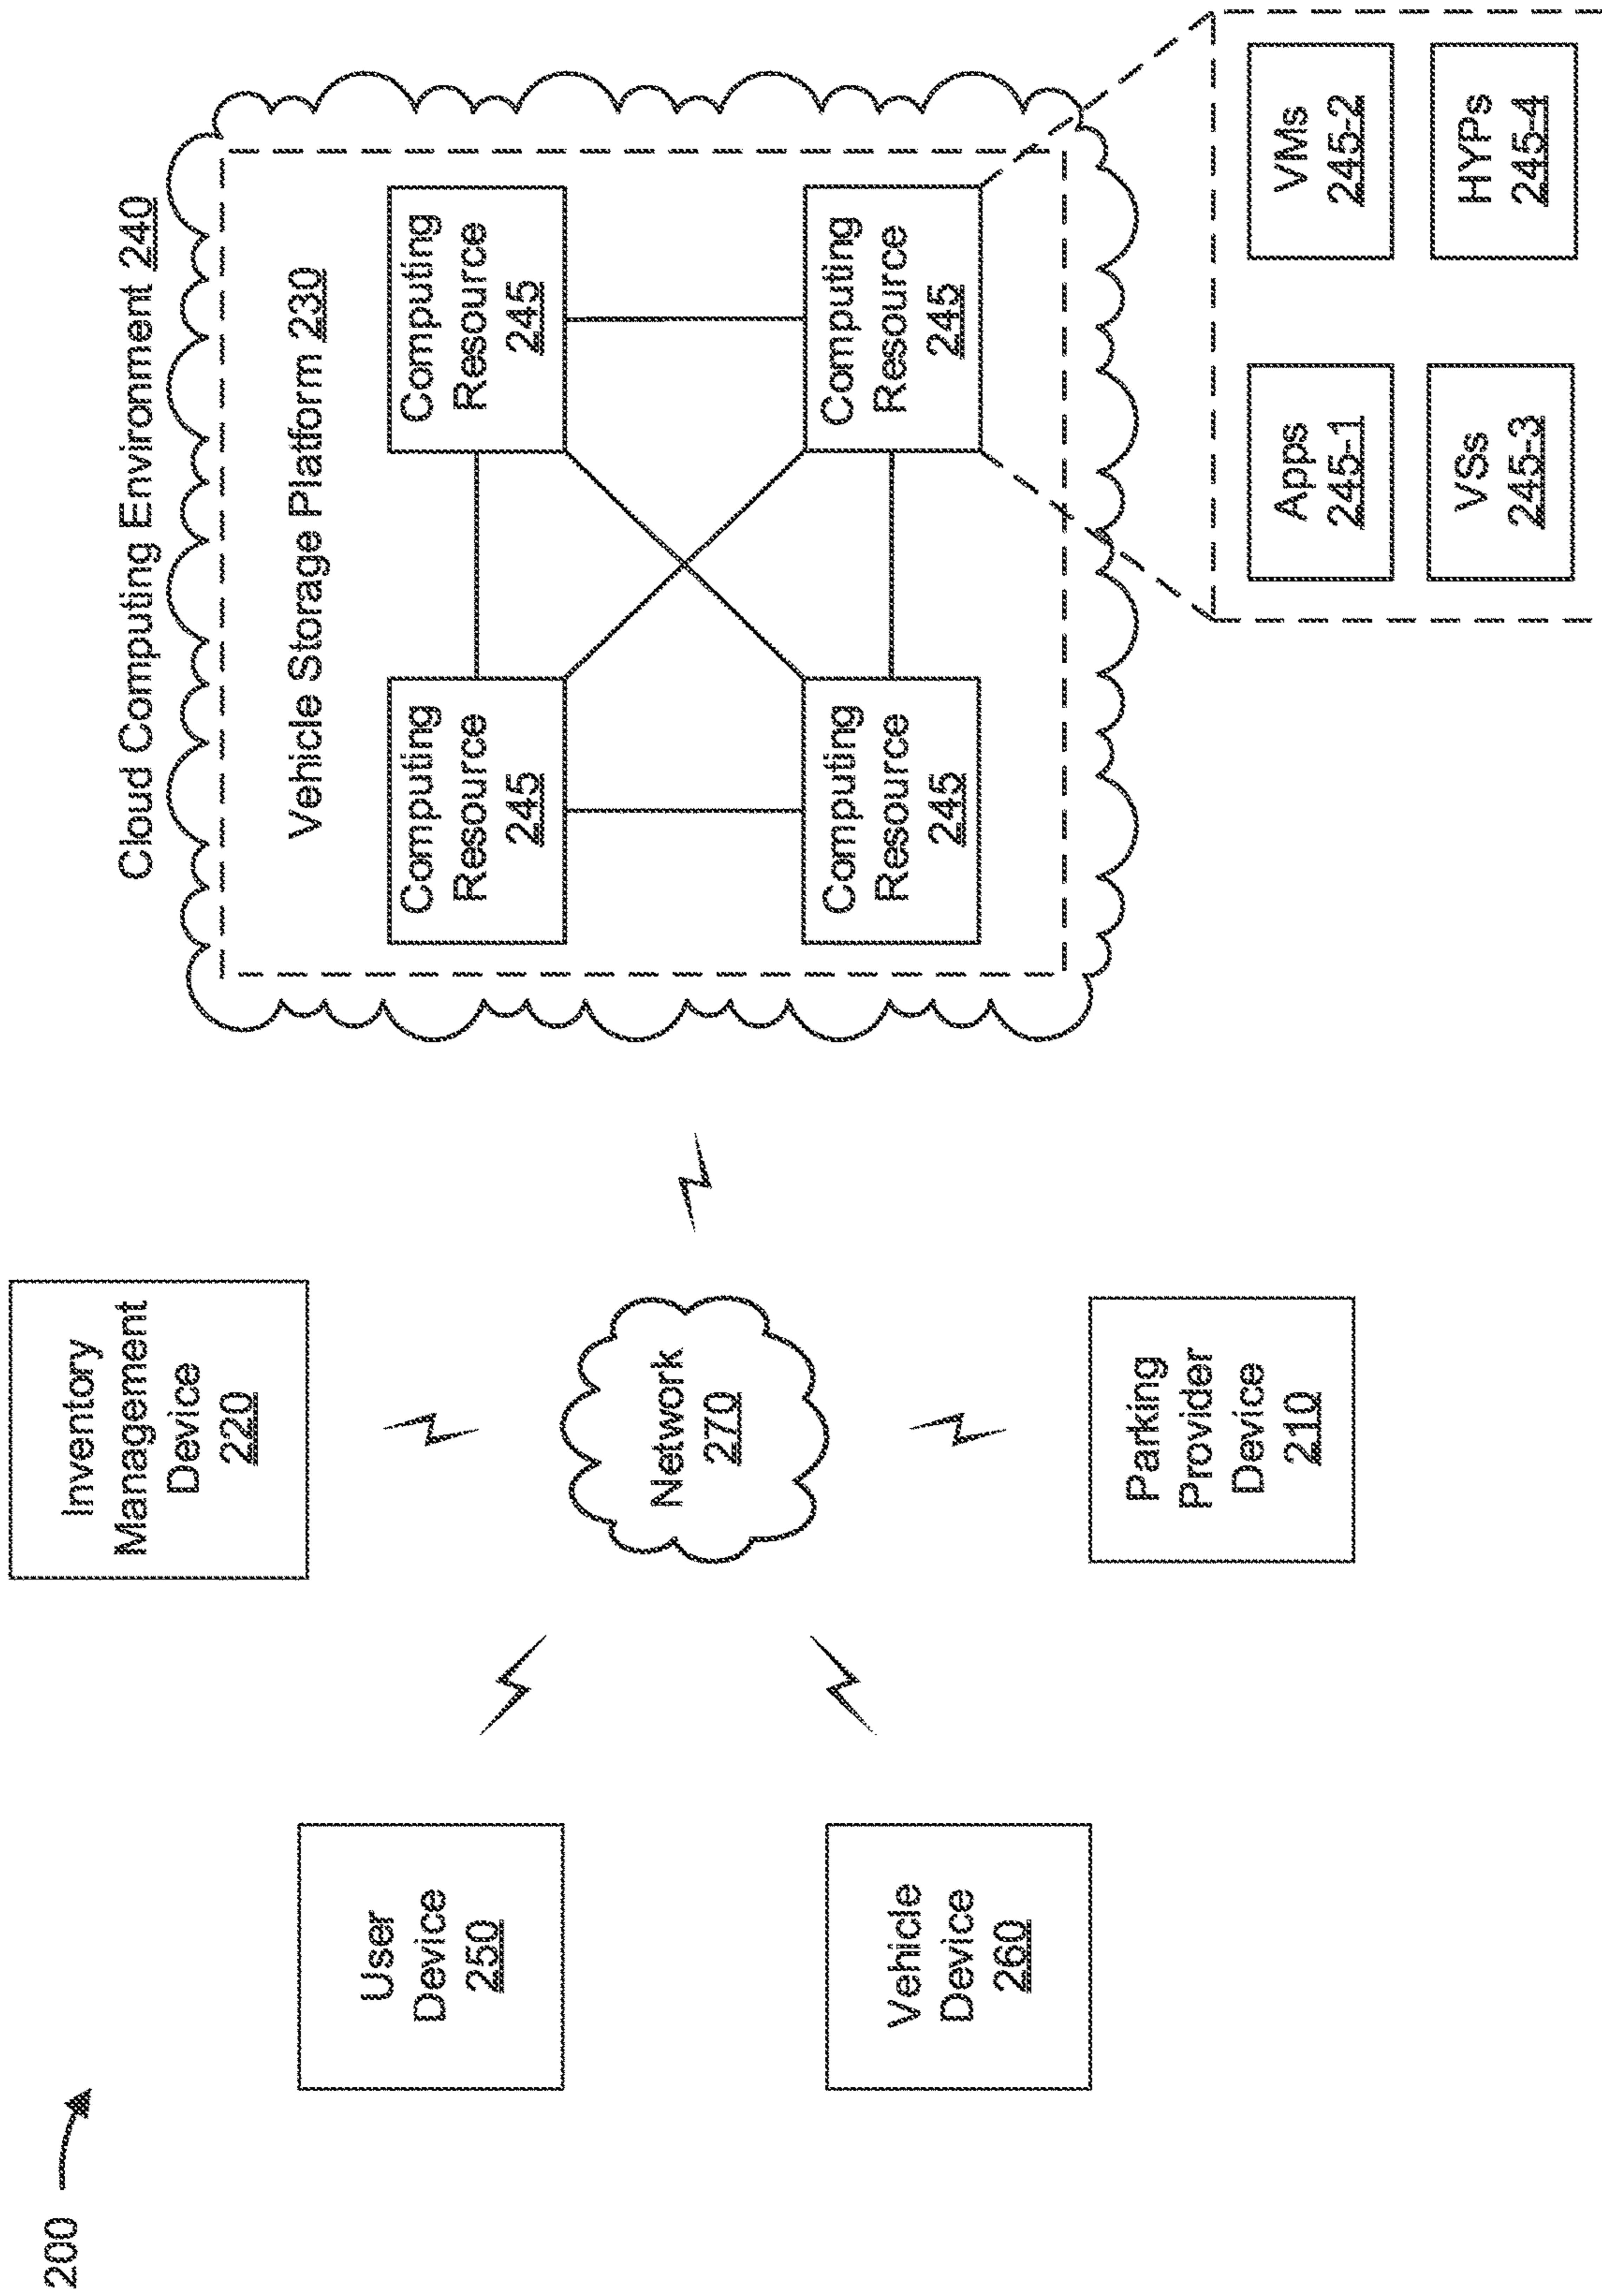 200
Inventory
Management
Device
220
User
Device
250
Network
270
Vehicle
Device
260
Parking
Provider
Device
210
Cloud Computing Environment 240
Vehicle Storage Platform 230
Computing
Resource
245
Computing
Resource
245
Computing
Resource
245
Computing
Resource
245
Apps
245-1
VMs
245-2
VSs
245-3
HYPs
245-4